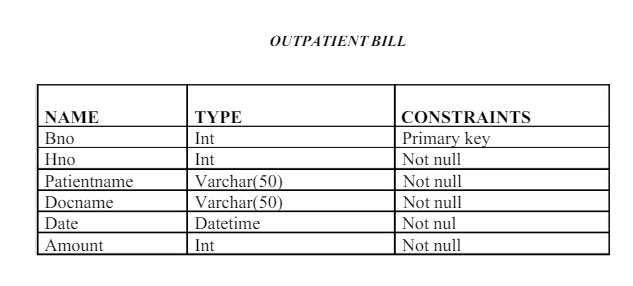 OUTPATIENT BILL
NAME TYPE CONSTRAINTS
Bno Int Primary key
Hno Int Not null
Patientname Varchar(50) Not null
Docname Varchar(50) Not null
Date Datetime Not nul
Amount Int Not null